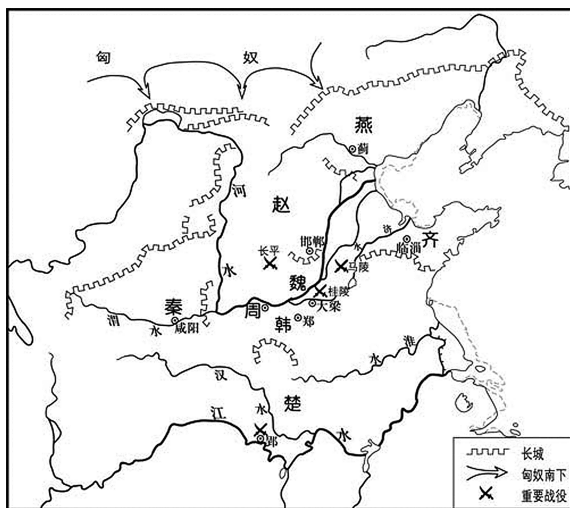 匈 奴
燕
蓟
河 水
赵
邯郸
长平
济 水
齐
临淄
马陵
魏
桂陵
大梁
秦
渭 水
咸阳
周
韩
郑
淮 水
汉 水
楚
江 水
郢
长城
匈奴南下
重要战役